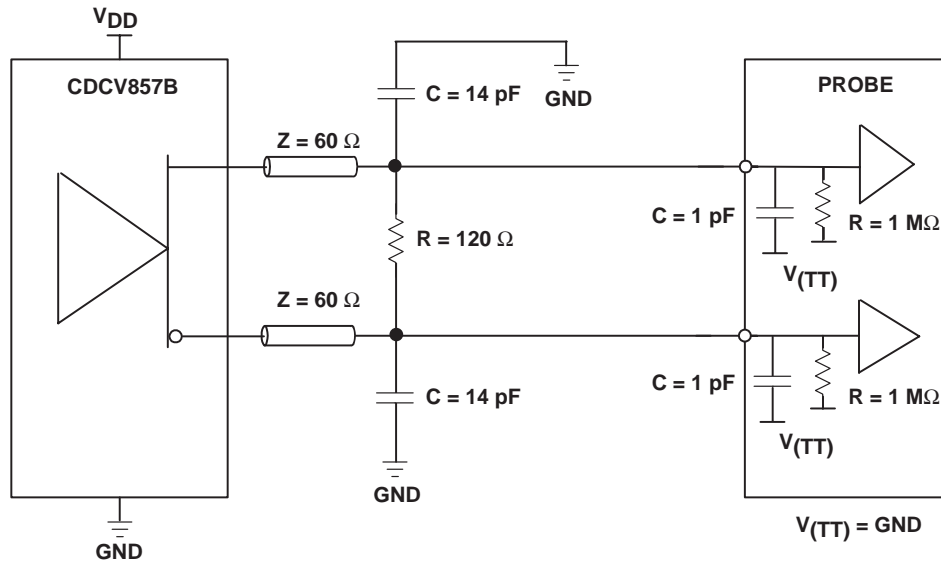 VDD
CDCV857B
PROBE
C = 14 pF
GND
Z = 60 Ω
C = 1 pF
R = 1 MΩ
V(TT)
R = 120 Ω
Z = 60 Ω
C = 14 pF
C = 1 pF
R = 1 MΩ
V(TT)
GND
GND
V(TT) = GND